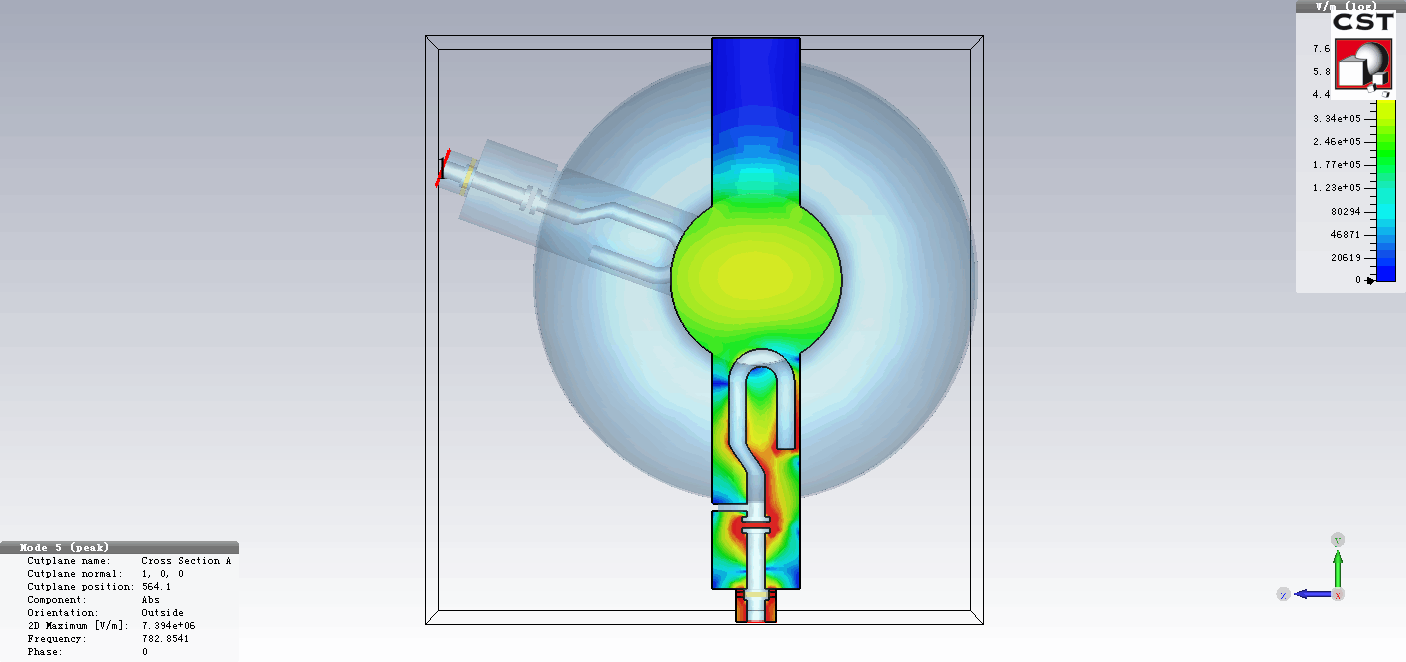 V/m (log)
CST
7.6
5.8
4.4
3.34e+05
2.46e+05
1.77e+05
1.23e+05
80294
46871
20619
0
1
Mode 5 (peak)
Cutplane name: Cross Section A
Cutplane normal: 1, 0, 0
Cutplane position: 564.1
Component: Abs
Orientation: Outside
2D Maximum [V/m]: 7.394e+06
Frequency: 782.8541
Phase: 0
Y
Z
X